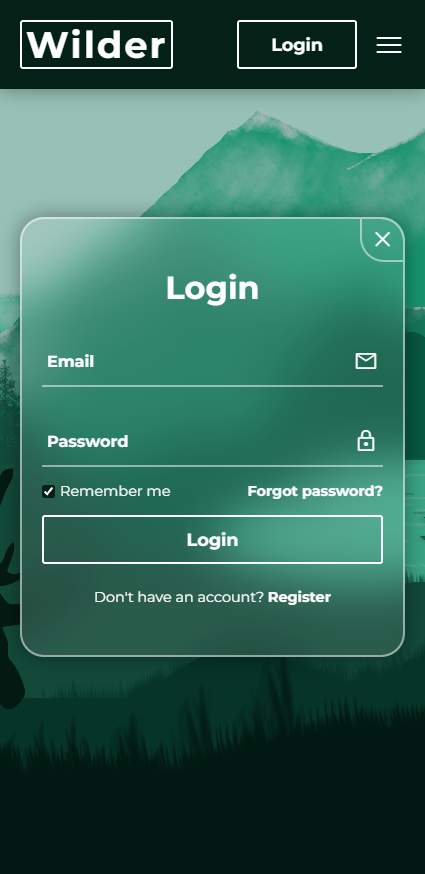 Wilder
Login
Login
Email
Password
Remember me
Forgot password?
Login
Don't have an account? Register